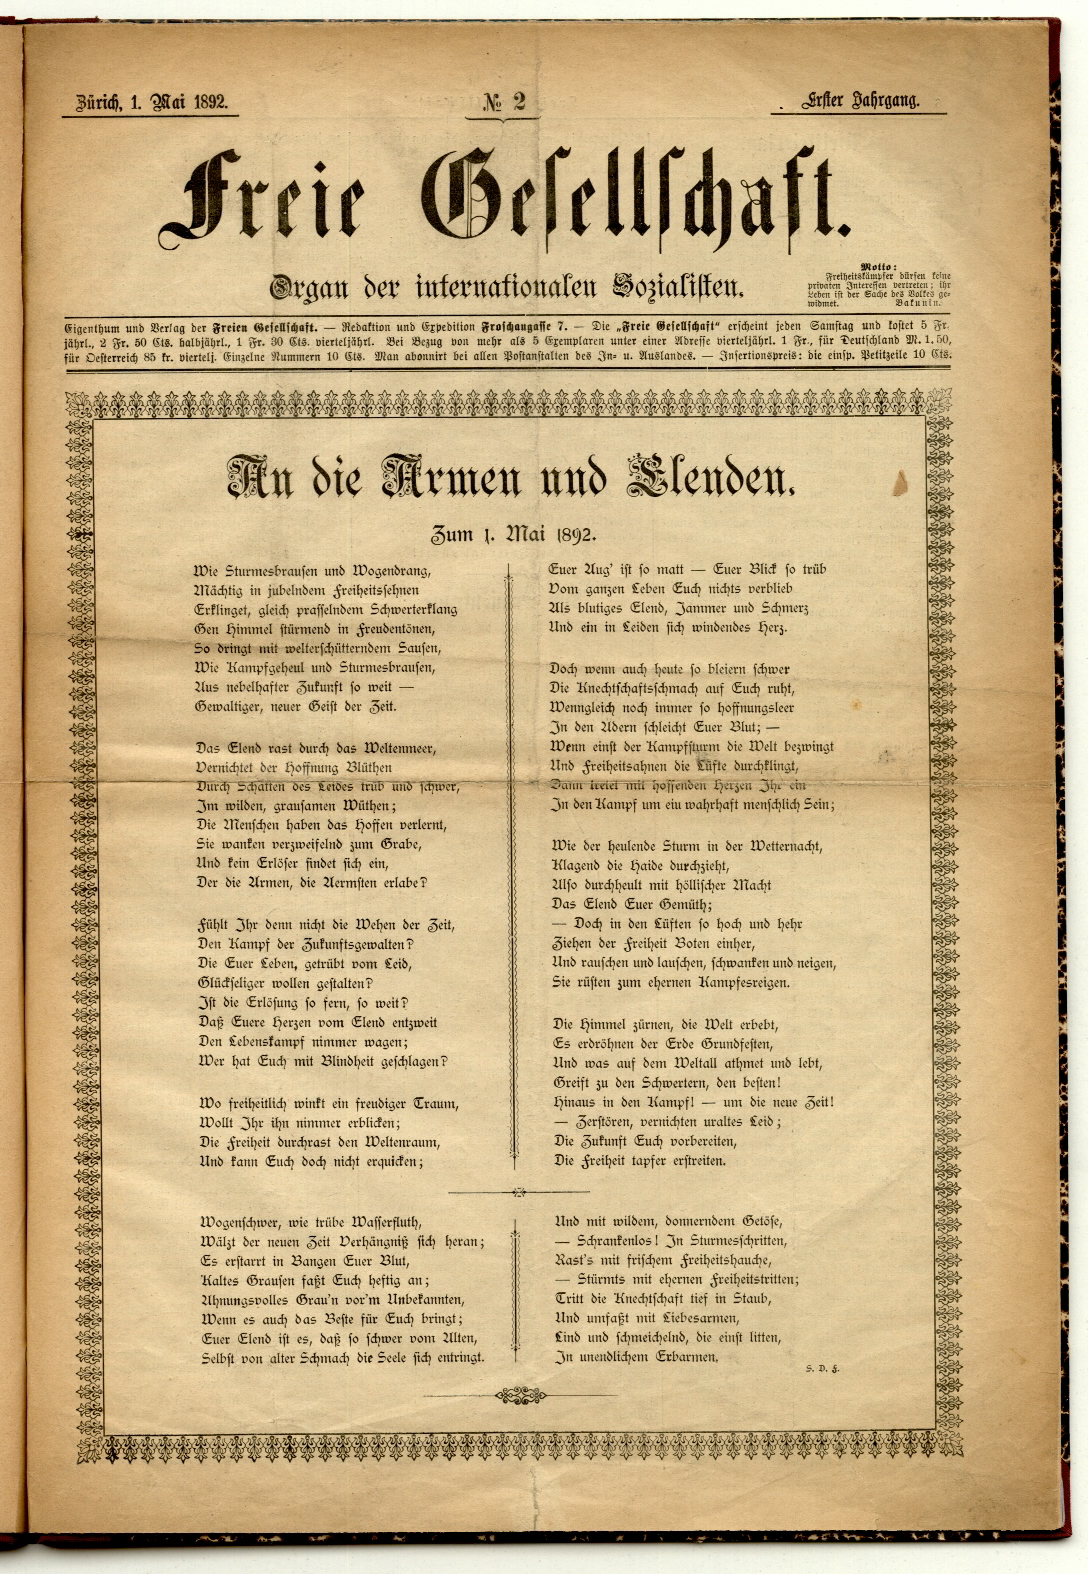 Zürich, 1. Mai 1892.
№ 2
Erster Jahrgang.
Freie Gesellschaft.
Organ der internationalen Sozialisten.
Motto:
Freiheitskämpfer dürfen keine
privaten Interessen vertreten; ihr
Leben ist der Sache des Volkes ge-
widmet. Bakunin.
Eigenthum und Verlag der Freien Gesellschaft. — Redaktion und Expedition Froschaugasse 7. — Die „Freie Gesellschaft“ erscheint jeden Samstag und kostet 5 Fr.
jährl., 2 Fr. 50 Cts. halbjährl., 1 Fr. 30 Cts. vierteljährl. Bei Bezug von mehr als 5 Exemplaren unter einer Adresse vierteljährl. 1 Fr., für Deutschland M. 1. 50,
für Oesterreich 85 kr. viertelj. Einzelne Nummern 10 Cts. Man abonnirt bei allen Postanstalten des In- u. Auslandes. — Insertionspreis: die einsp. Petitzeile 10 Cts.
An die Armen und Elenden.
Zum 1. Mai 1892.
Wie Sturmesbrausen und Wogendrang,
Mächtig in jubelndem Freiheitssehnen
Erklinget, gleich prasselndem Schwerterklang
Gen Himmel stürmend in Freudentönen,
So dringt mit welterschütterndem Sausen,
Wie Kampfgeheul und Sturmesbrausen,
Aus nebelhafter Zukunft so weit —
Gewaltiger, neuer Geist der Zeit.
Das Elend rast durch das Weltenmeer,
Vernichtet der Hoffnung Blüthen
Durch Schatten des Leides trüb und schwer,
Im wilden, grausamen Wüthen;
Die Menschen haben das Hoffen verlernt,
Sie wanken verzweifelnd zum Grabe,
Und kein Erlöser findet sich ein,
Der die Armen, die Aermsten erlabe?
Fühlt Ihr denn nicht die Wehen der Zeit,
Den Kampf der Zukunftsgewalten?
Die Euer Leben, getrübt vom Leid,
Glückseliger wollen gestalten?
Ist die Erlösung so fern, so weit?
Daß Euere Herzen vom Elend entzweit
Den Lebenskampf nimmer wagen;
Wer hat Euch mit Blindheit geschlagen?
Wo freiheitlich winkt ein freudiger Traum,
Wollt Ihr ihn nimmer erblicken;
Die Freiheit durchrast den Weltenraum,
Und kann Euch doch nicht erquicken;
Euer Aug' ist so matt — Euer Blick so trüb
Vom ganzen Leben Euch nichts verblieb
Als blutiges Elend, Jammer und Schmerz
Und ein in Leiden sich windendes Herz.
Doch wenn auch heute so bleiern schwer
Die Knechtschaftsschmach auf Euch ruht,
Wenngleich noch immer so hoffnungsleer
In den Adern schleicht Euer Blut; —
Wenn einst der Kampfsturm die Welt bezwingt
Und Freiheitsahnen die Lüfte durchklingt,
Dann tretet mit hoffenden Herzen Ihr ein
In den Kampf um ein wahrhaft menschlich Sein;
Wie der heulende Sturm in der Wetternacht,
Klagend die Haide durchzieht,
Also durchheult mit höllischer Macht
Das Elend Euer Gemüth;
— Doch in den Lüften so hoch und hehr
Ziehen der Freiheit Boten einher,
Und rauschen und lauschen, schwanken und neigen,
Sie rüsten zum ehernen Kampfesreigen.
Die Himmel zürnen, die Welt erbebt,
Es erdröhnen der Erde Grundfesten,
Und was auf dem Weltall athmet und lebt,
Greift zu den Schwertern, den besten!
Hinaus in den Kampf! — um die neue Zeit!
— Zerstören, vernichten uraltes Leid;
Die Zukunft Euch vorbereiten,
Die Freiheit tapfer erstreiten.
Wogenschwer, wie trübe Wasserfluth,
Wälzt der neuen Zeit Verhängniß sich heran;
Es erstarrt in Bangen Euer Blut,
Kaltes Grausen faßt Euch heftig an;
Ahnungsvolles Grau'n vor'm Unbekannten,
Wenn es auch das Beste für Euch bringt;
Euer Elend ist es, daß so schwer vom Alten,
Selbst von alter Schmach die Seele sich entringt.
Und mit wildem, donnerndem Getöse,
— Schrankenlos! In Sturmesschritten,
Rast's mit frischem Freiheitshauche,
— Stürmts mit ehernen Freiheitstritten;
Tritt die Knechtschaft tief in Staub,
Und umfaßt mit Liebesarmen,
Lind und schmeichelnd, die einst litten,
In unendlichem Erbarmen.
S. D. F.